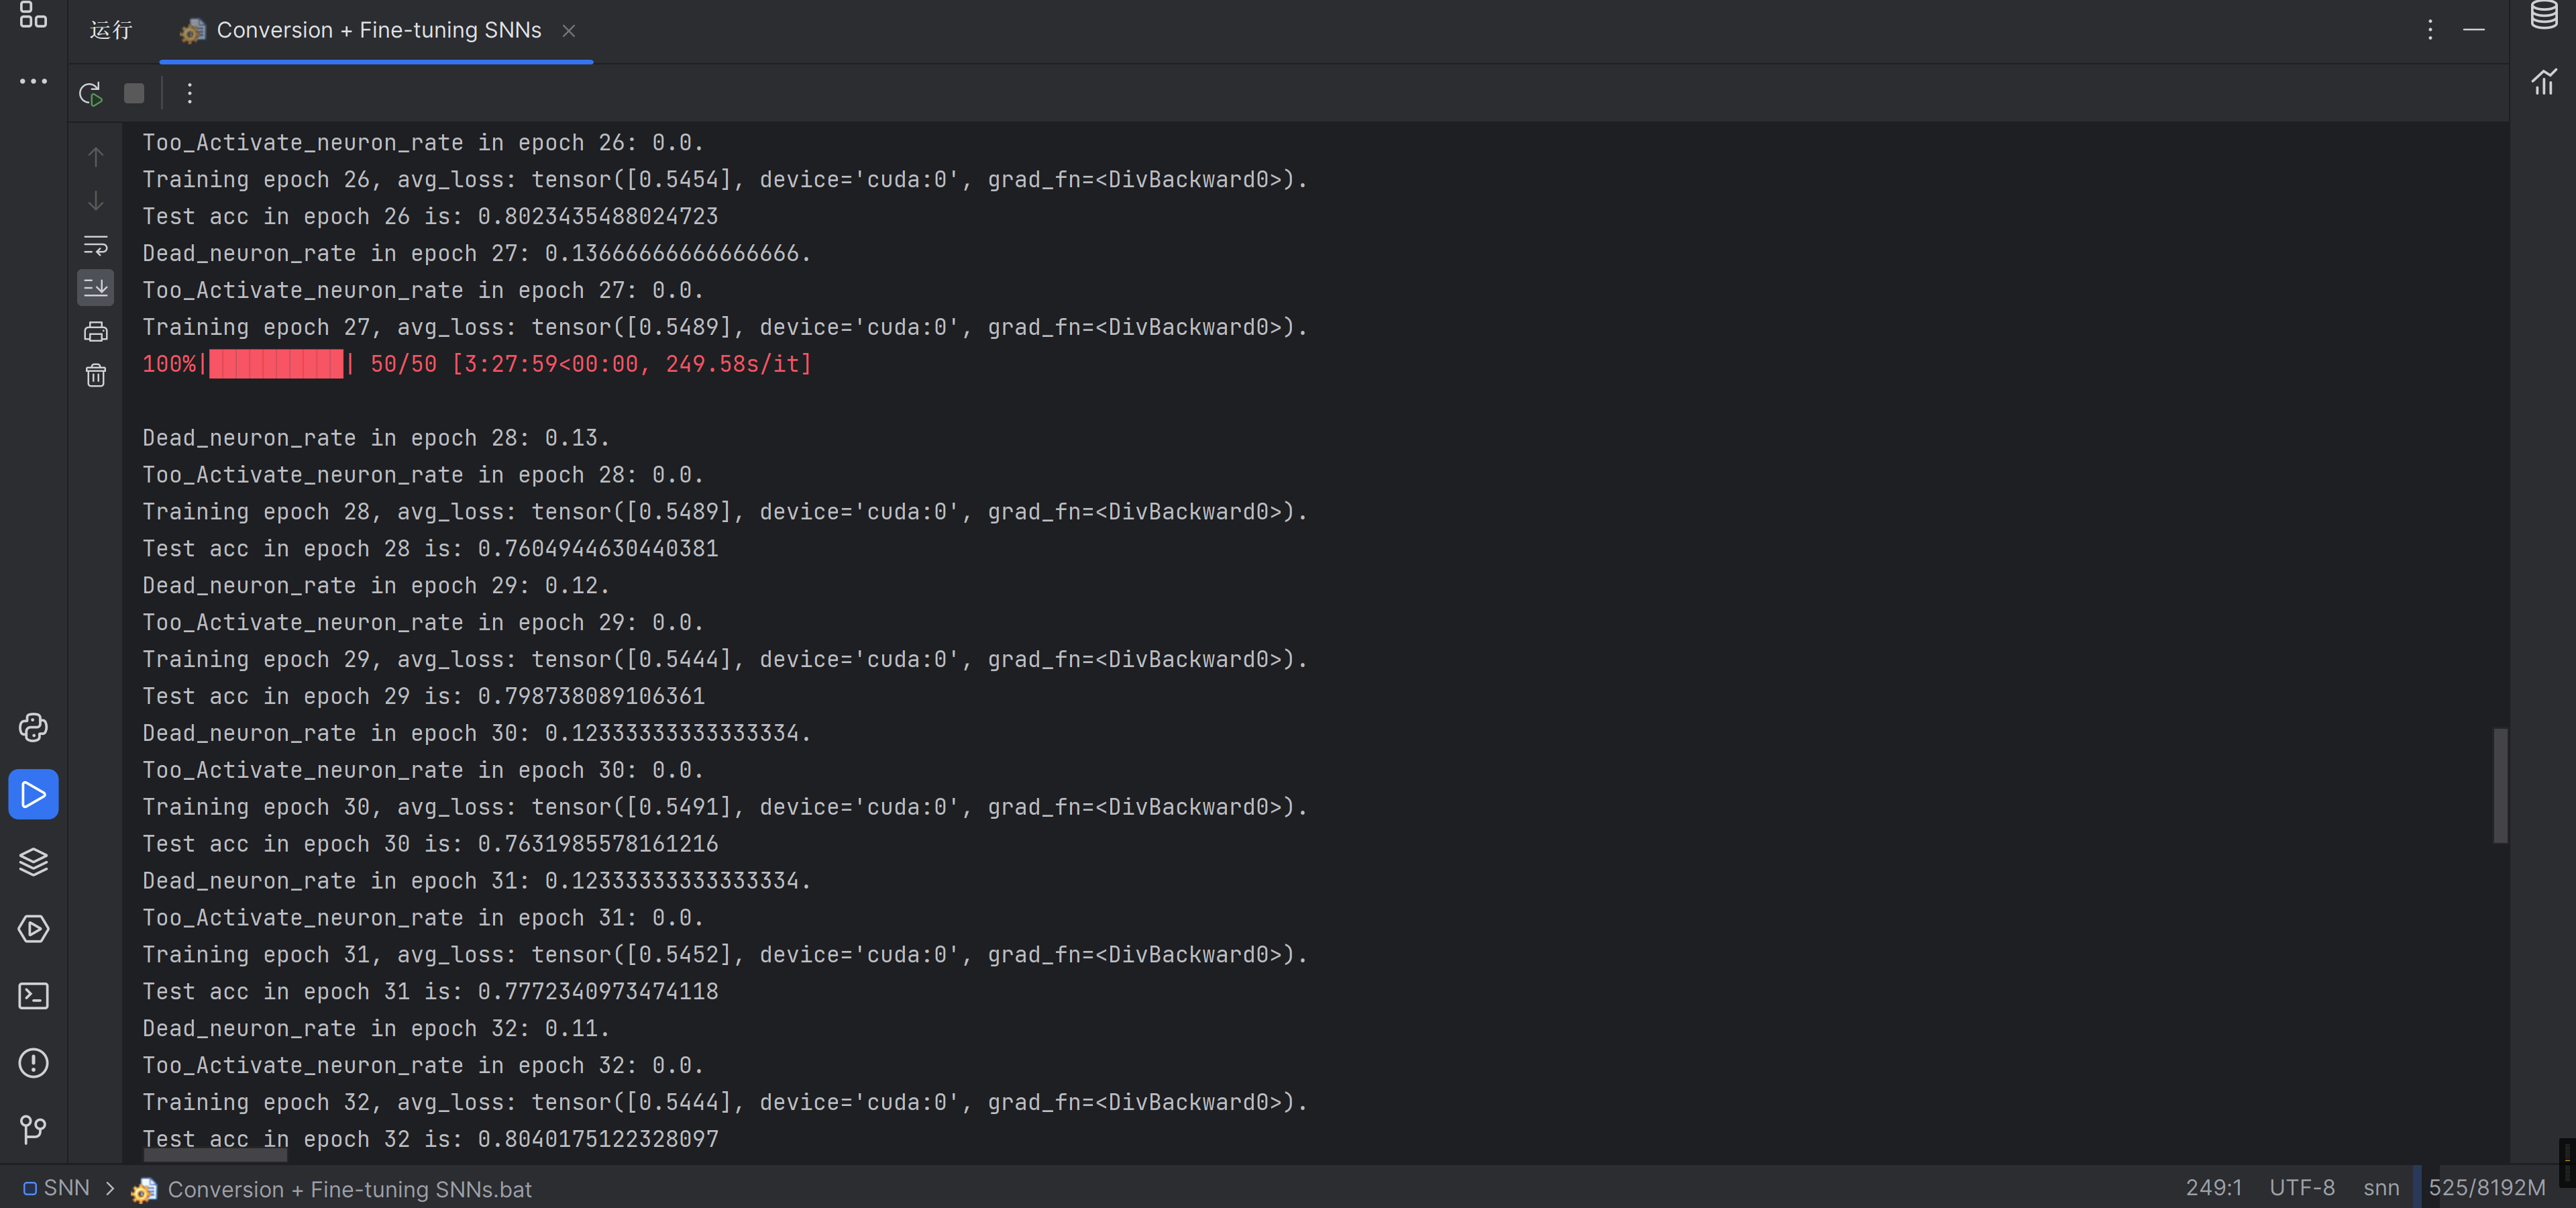 运行
Conversion + Fine-tuning SNNs
Too_Activate_neuron_rate in epoch 26: 0.0.
Training epoch 26, avg_loss: tensor([0.5454], device='cuda:0', grad_fn=<DivBackward0>).
Test acc in epoch 26 is: 0.8023435488024723
Dead_neuron_rate in epoch 27: 0.13666666666666666.
Too_Activate_neuron_rate in epoch 27: 0.0.
Training epoch 27, avg_loss: tensor([0.5489], device='cuda:0', grad_fn=<DivBackward0>).
100%|██████████| 50/50 [3:27:59<00:00, 249.58s/it]
Dead_neuron_rate in epoch 28: 0.13.
Too_Activate_neuron_rate in epoch 28: 0.0.
Training epoch 28, avg_loss: tensor([0.5489], device='cuda:0', grad_fn=<DivBackward0>).
Test acc in epoch 28 is: 0.7604944630440381
Dead_neuron_rate in epoch 29: 0.12.
Too_Activate_neuron_rate in epoch 29: 0.0.
Training epoch 29, avg_loss: tensor([0.5444], device='cuda:0', grad_fn=<DivBackward0>).
Test acc in epoch 29 is: 0.798738089106361
Dead_neuron_rate in epoch 30: 0.12333333333333334.
Too_Activate_neuron_rate in epoch 30: 0.0.
Training epoch 30, avg_loss: tensor([0.5491], device='cuda:0', grad_fn=<DivBackward0>).
Test acc in epoch 30 is: 0.7631985578161216
Dead_neuron_rate in epoch 31: 0.12333333333333334.
Too_Activate_neuron_rate in epoch 31: 0.0.
Training epoch 31, avg_loss: tensor([0.5452], device='cuda:0', grad_fn=<DivBackward0>).
Test acc in epoch 31 is: 0.7772340973474118
Dead_neuron_rate in epoch 32: 0.11.
Too_Activate_neuron_rate in epoch 32: 0.0.
Training epoch 32, avg_loss: tensor([0.5444], device='cuda:0', grad_fn=<DivBackward0>).
Test acc in epoch 32 is: 0.8040175122328097
SNN > Conversion + Fine-tuning SNNs.bat
249:1 UTF-8 snn 525/8192M